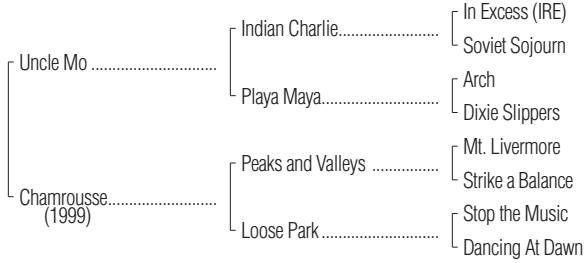 In Excess (IRE)
Indian Charlie..........................
Soviet Sojourn
Uncle Mo ................................
Arch
Playa Maya..............................
Dixie Slippers
Mt. Livermore
Peaks and Valleys .................
Strike a Balance
Chamrousse...........................
(1999)
Stop the Music
Loose Park..............................
Dancing At Dawn